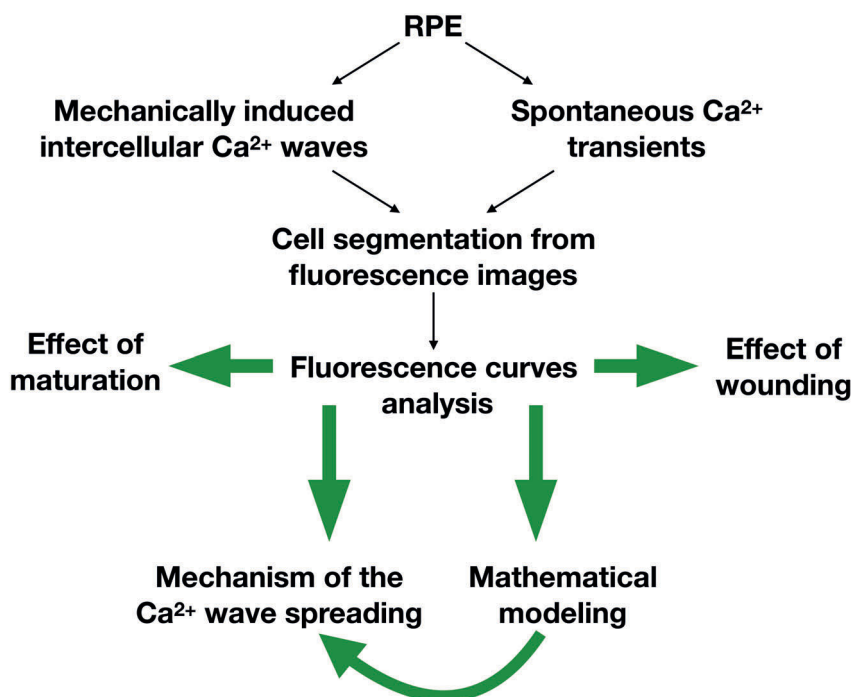 RPE
Mechanically induced
intercellular Ca²⁺ waves
Spontaneous Ca²⁺
transients
Cell segmentation from
fluorescence images
Effect of
maturation
Fluorescence curves
analysis
Effect of
wounding
Mechanism of the
Ca²⁺ wave spreading
Mathematical
modeling